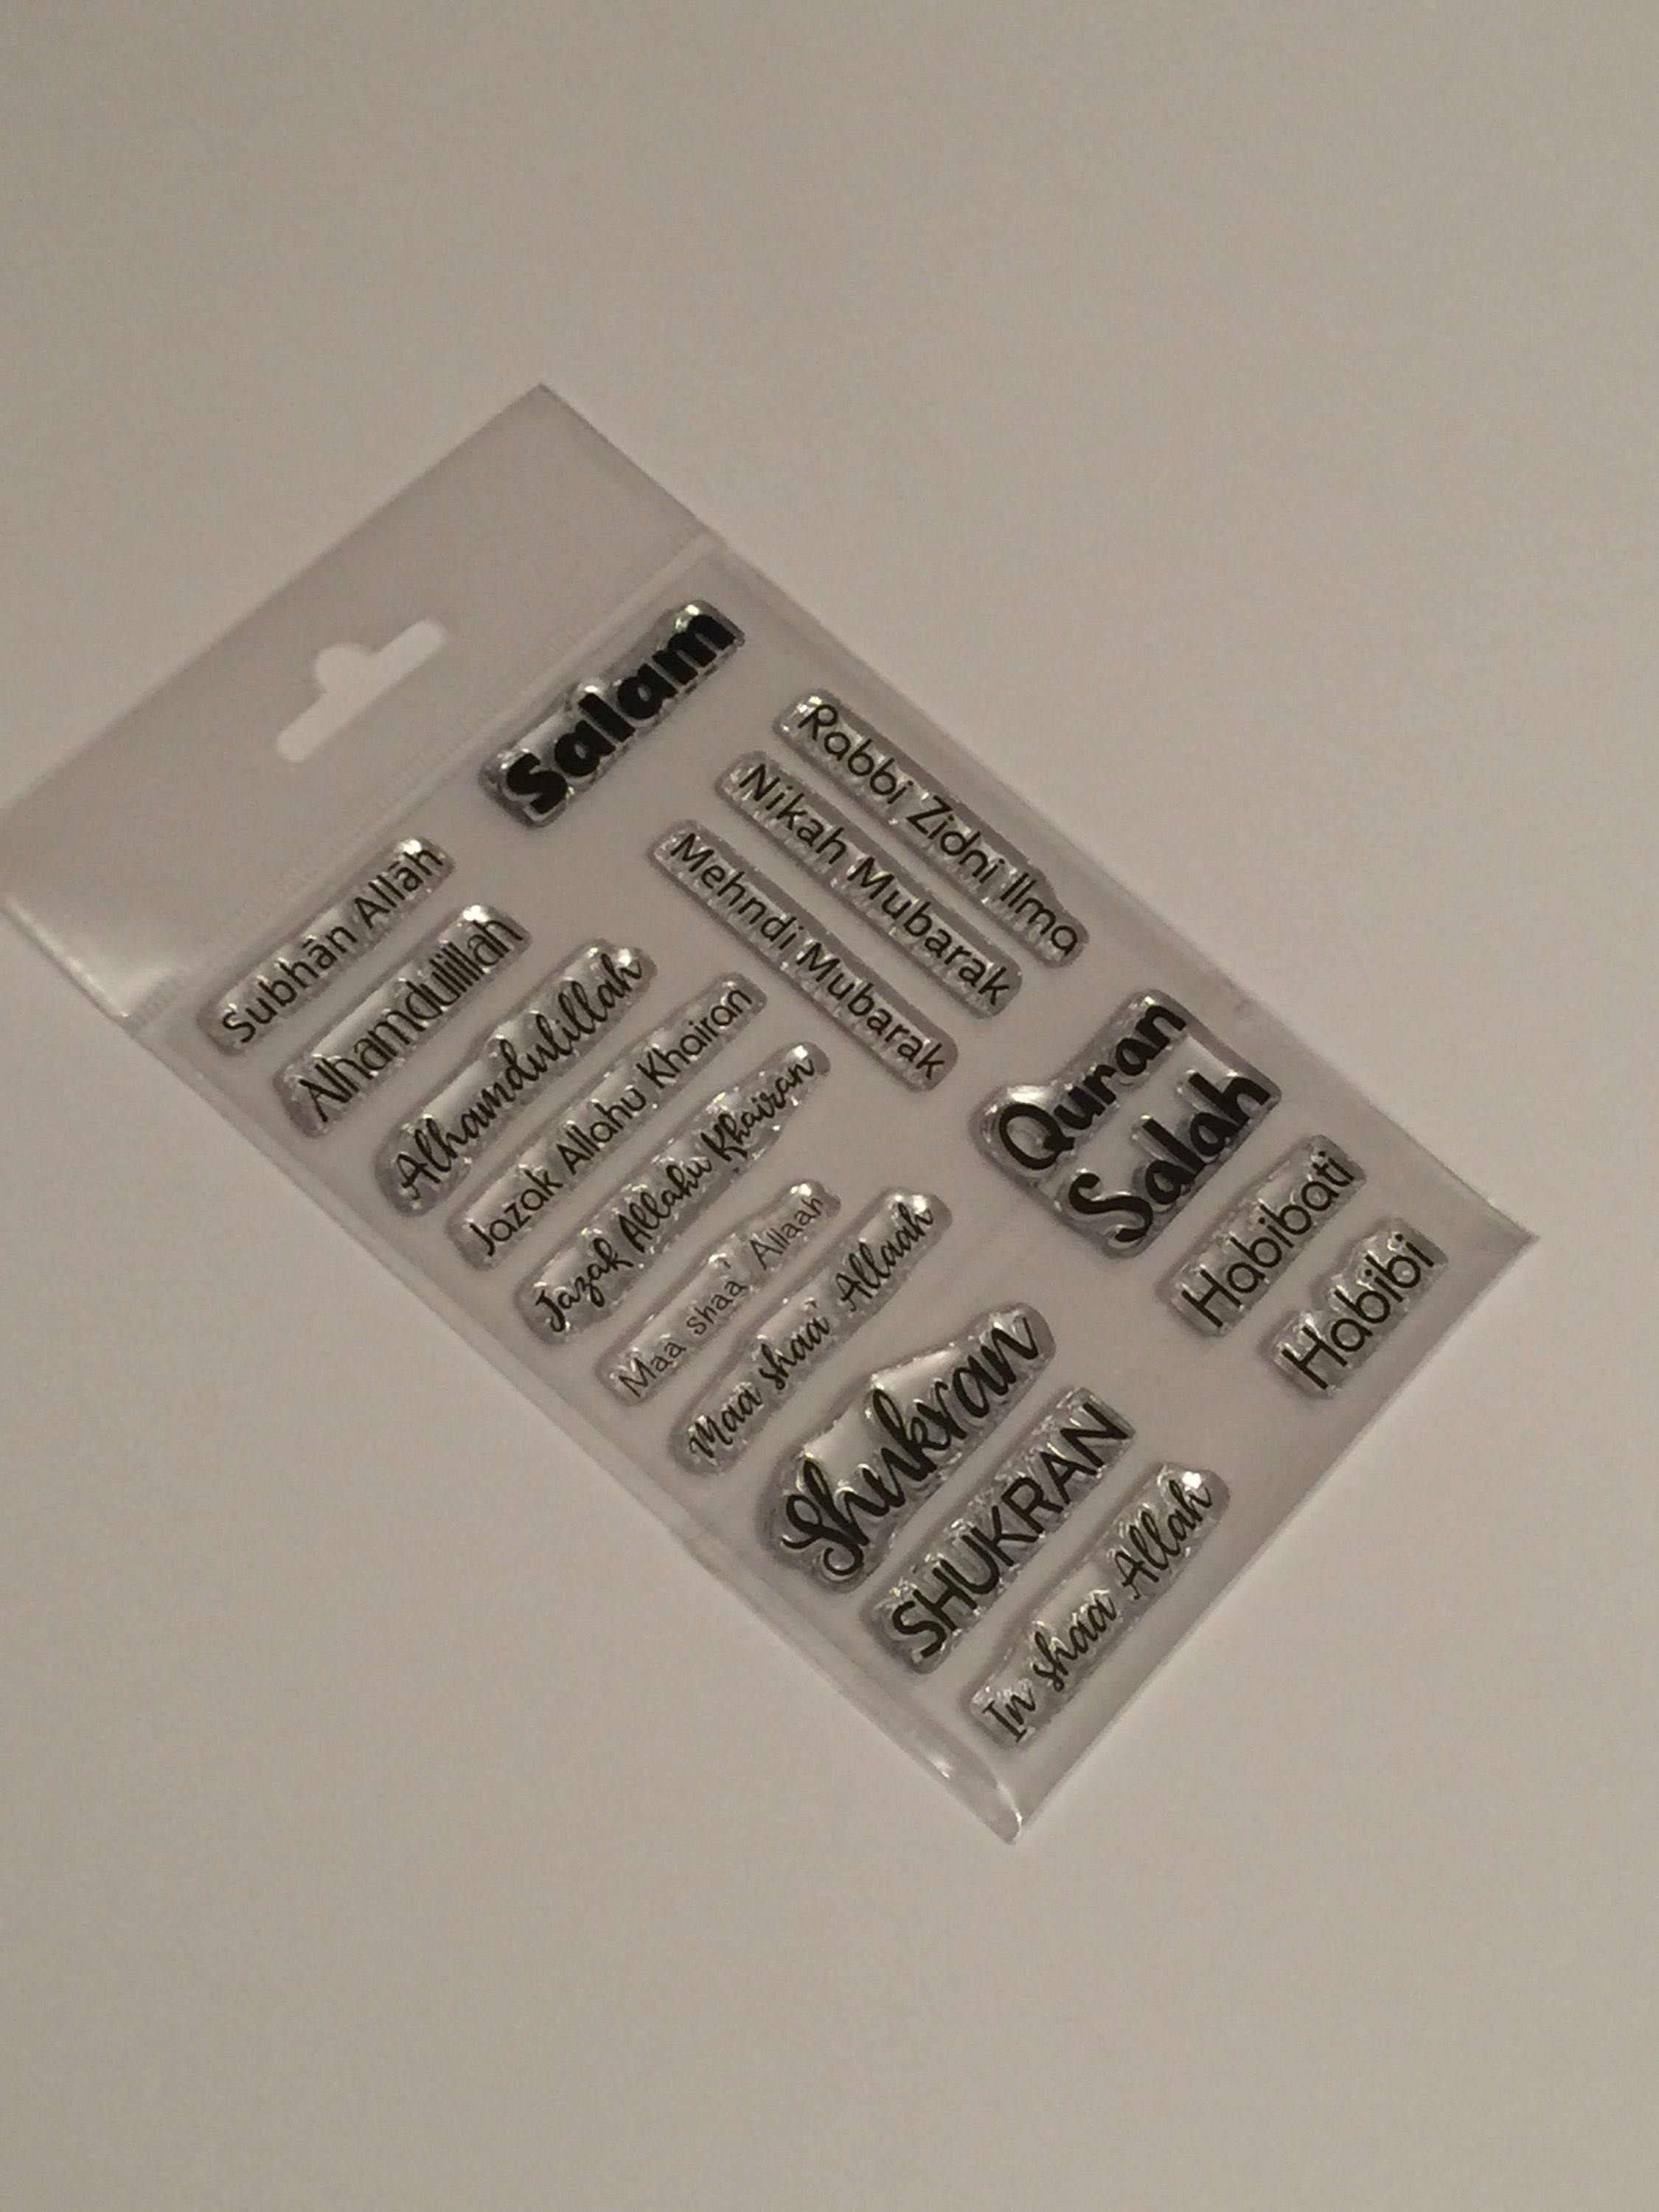 Salam
Subhān Allāh
Alhamdulillah
Alhamdulillah
Jazak Allahu Khairan
Jazak Allahu Khairan
Maa shaa' Allaah
Maa shaa' Allaah
Shukran
SHUKRAN
In shaa Allah
Rabbi Zidni Ilma
Nikah Mubarak
Mehndi Mubarak
Quran
Salah
Habibati
Habibi